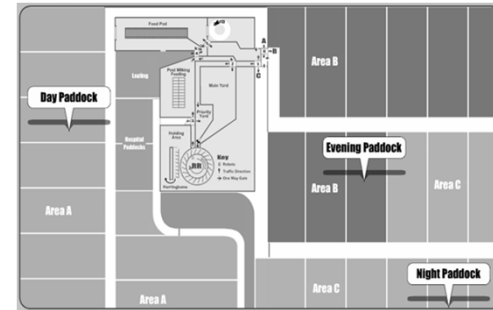 Feed Pad
A
B
C
Area B
Loafing
Post Milking
Feeding
Main Yard
Day Paddock
Priority
Yard
Hospital
Paddocks
Holding
Area
Key
Traffic Direction
One Way Gate
Herringbone
Evening Paddock
Area B
Area C
Area A
Night Paddock
Area C
Area A